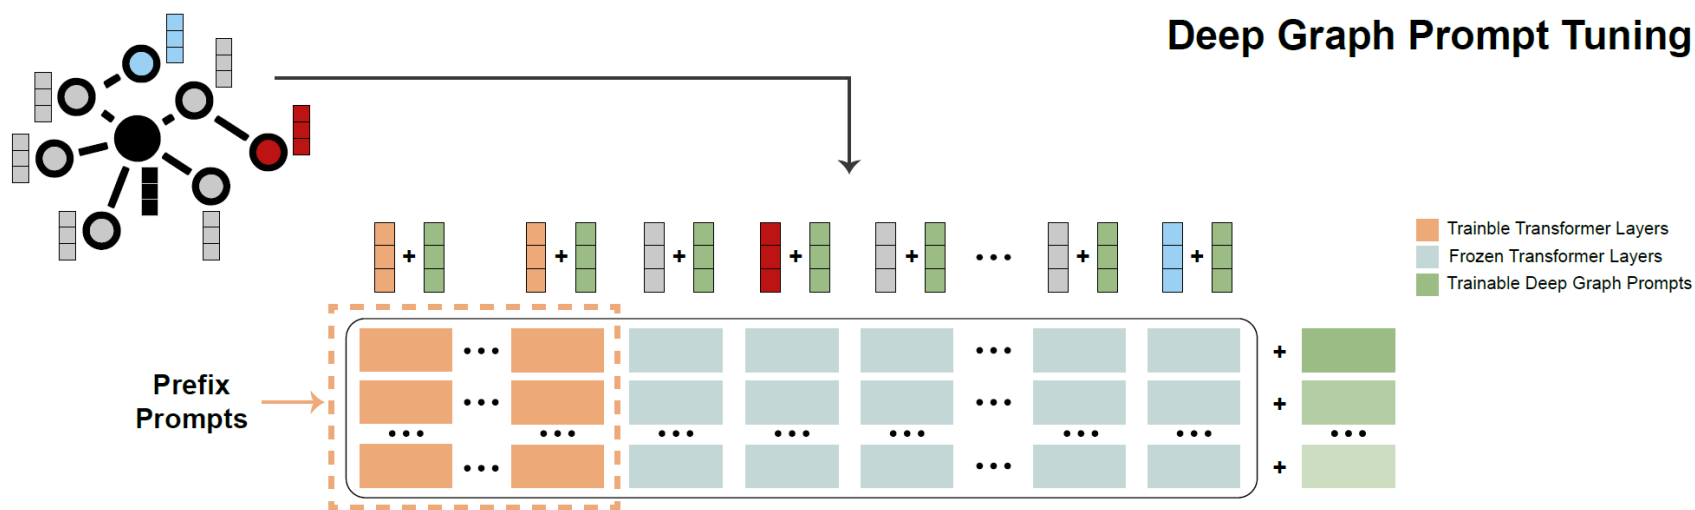 Deep Graph Prompt Tuning
Trainble Transformer Layers
Frozen Transformer Layers
Trainable Deep Graph Prompts
Prefix
Prompts